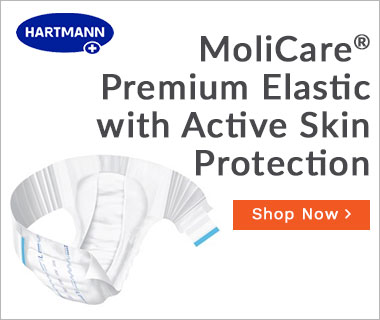 HARTMANN
MoliCare®
Premium Elastic
with Active Skin
Protection
Shop Now >